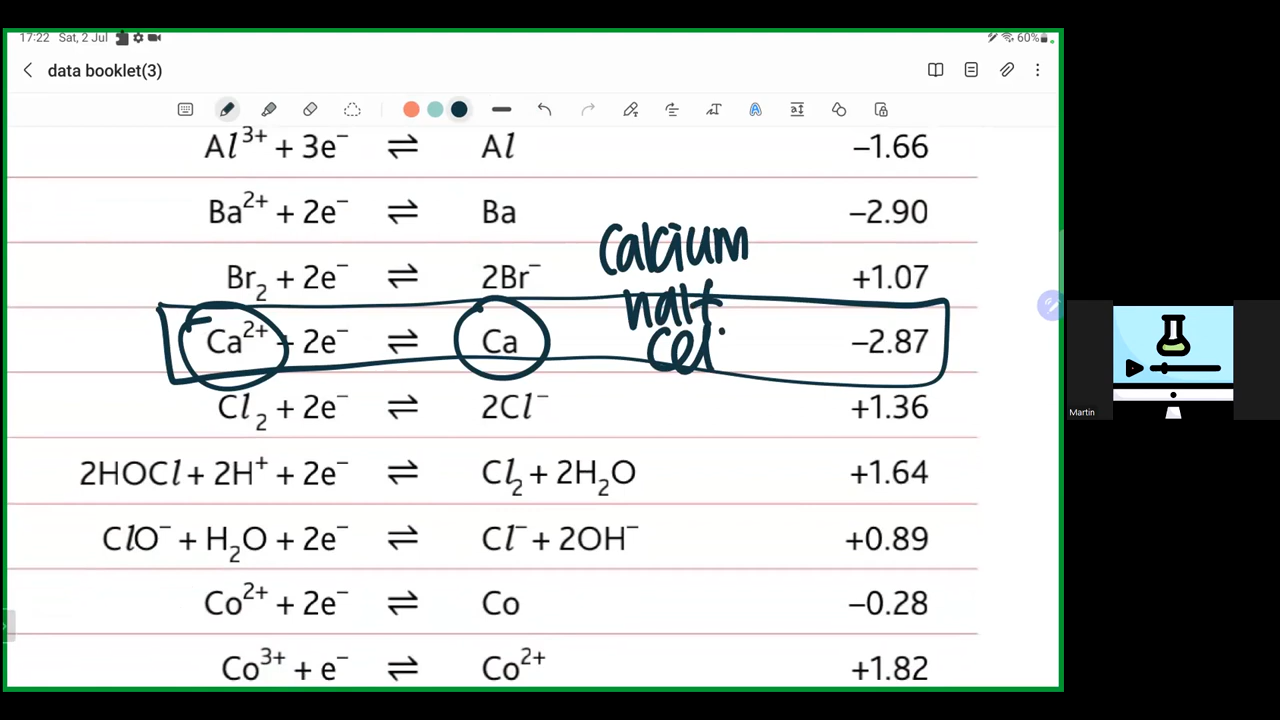 17:22 Sat, 2 Jul 60%
data booklet(3)
Al³⁺ + 3e⁻ ⇌ Al −1.66
Ba²⁺ + 2e⁻ ⇌ Ba −2.90
calcium
Br₂ + 2e⁻ ⇌ 2Br⁻ +1.07
half
Ca²⁺ + 2e⁻ ⇌ Ca −2.87
cel
Cl₂ + 2e⁻ ⇌ 2Cl⁻ +1.36
2HOCl + 2H⁺ + 2e⁻ ⇌ Cl₂ + 2H₂O +1.64
ClO⁻ + H₂O + 2e⁻ ⇌ Cl⁻ + 2OH⁻ +0.89
Co²⁺ + 2e⁻ ⇌ Co −0.28
Co³⁺ + e⁻ ⇌ Co²⁺ +1.82
Martin